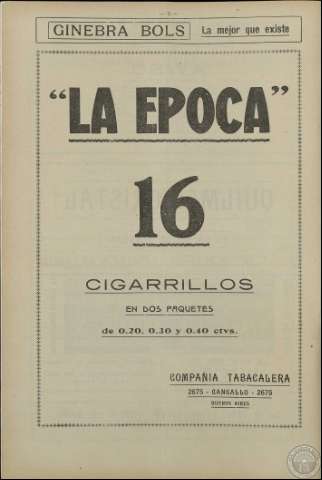 GINEBRA BOLS La mejor que existe
"LA EPOCA"
16
CIGARRILLOS
EN DOS PAQUETES
de 0.20, 0.30 y 0.40 ctvs.
COMPAÑIA TABACALERA
2675 - CANGALLO - 2675
BUENOS AIRES